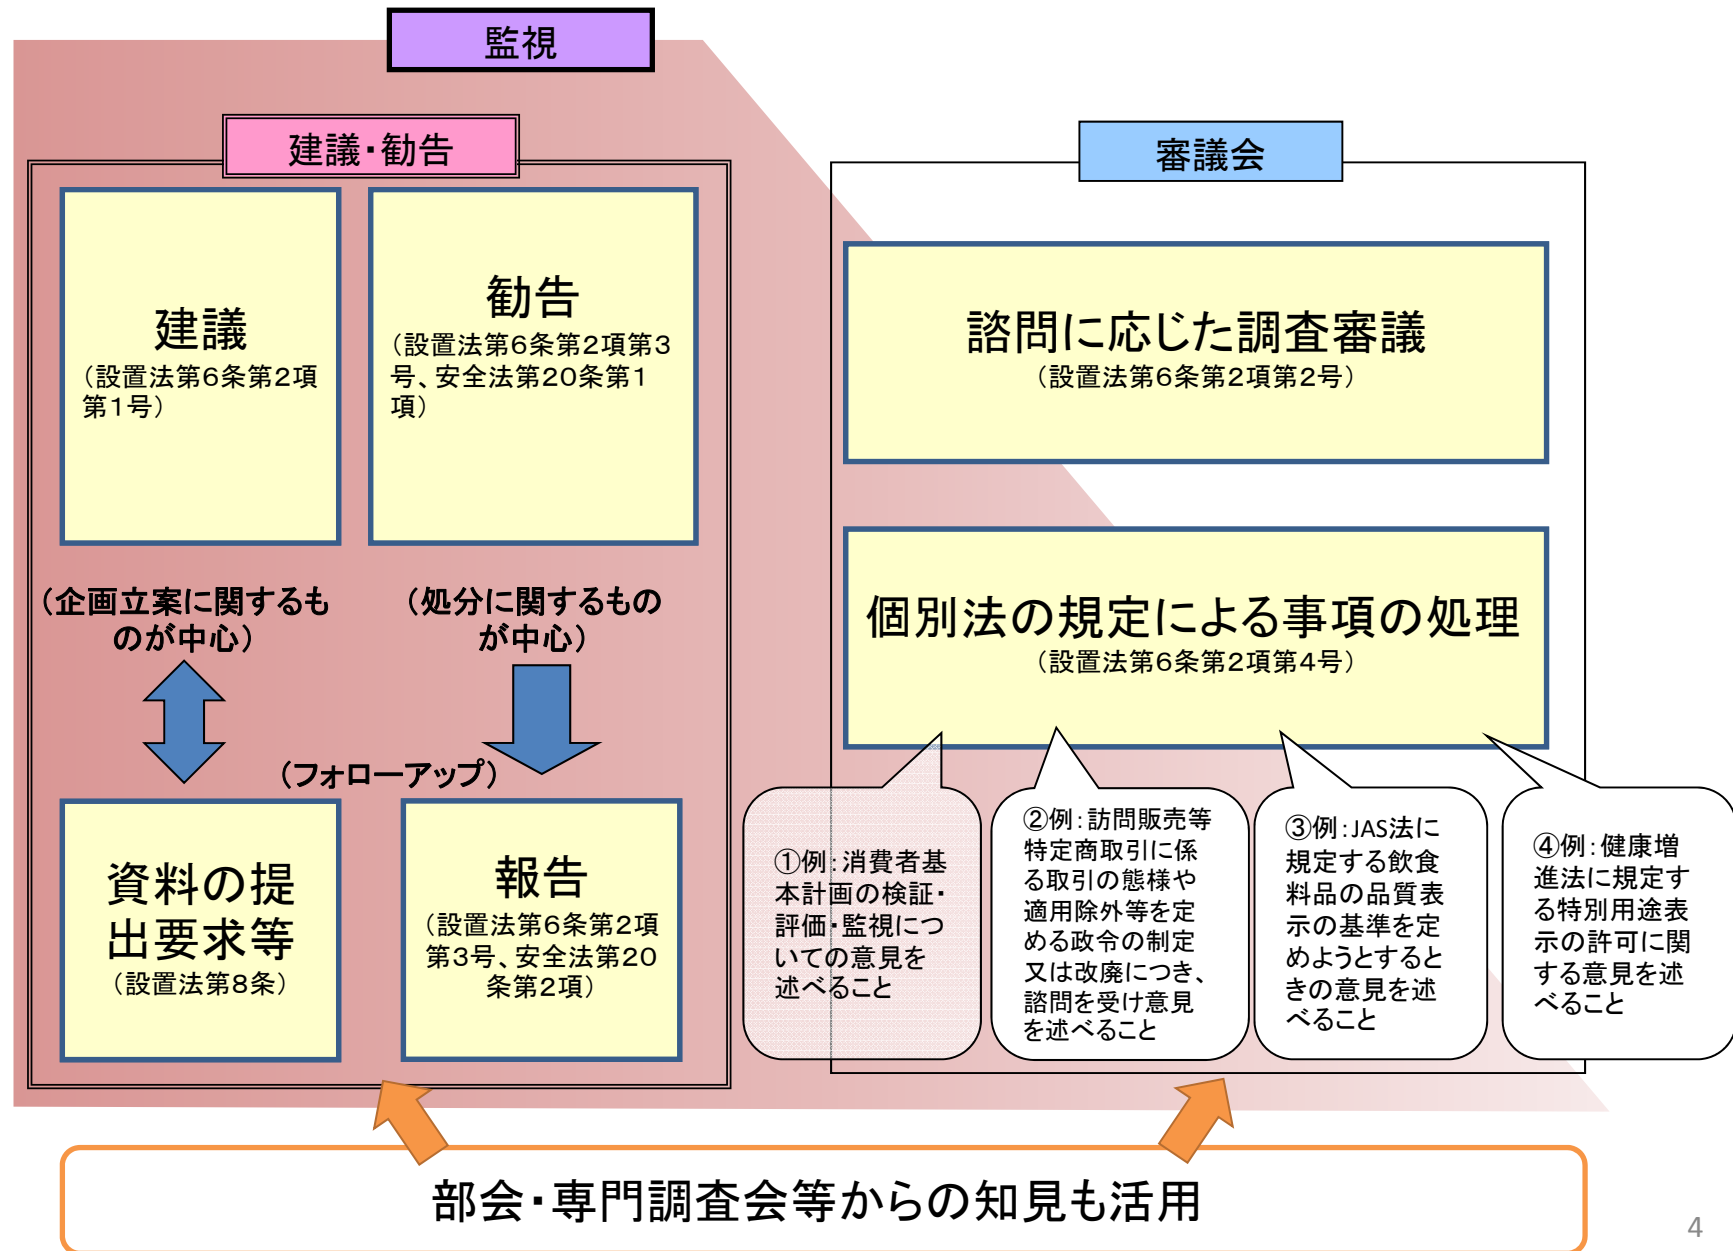 監視
建議・勧告
建議
（設置法第6条第2項
第1号）
勧告
（設置法第6条第2項第3
号、安全法第20条第1
項）
（企画立案に関するも
のが中心）
（処分に関するもの
が中心）
（フォローアップ）
資料の提
出要求等
（設置法第8条）
報告
（設置法第6条第2項
第3号、安全法第20
条第2項）
審議会
諮問に応じた調査審議
（設置法第6条第2項第2号）
個別法の規定による事項の処理
（設置法第6条第2項第4号）
①例：消費者基
本計画の検証・
評価・監視につ
いての意見を
述べること
②例：訪問販売等
特定商取引に係
る取引の態様や
適用除外等を定
める政令の制定
又は改廃につき、
諮問を受け意見
を述べること
③例：JAS法に
規定する飲食
料品の品質表
示の基準を定
めようとすると
きの意見を述
べること
④例：健康増
進法に規定す
る特別用途表
示の許可に関
する意見を述
べること
部会・専門調査会等からの知見も活用
4